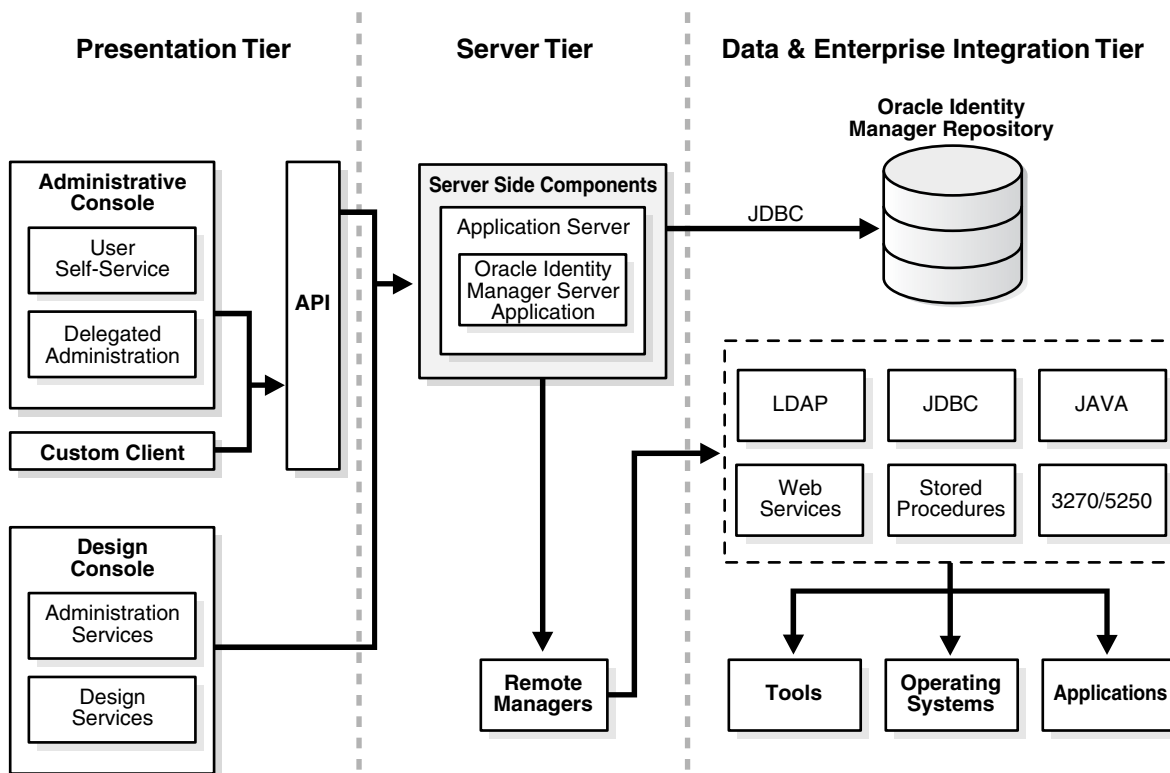 Presentation Tier
Server Tier
Data & Enterprise Integration Tier
Oracle Identity
Manager Repository
Administrative
Console
User
Self-Service
Delegated
Administration
Custom Client
API
Design
Console
Administration
Services
Design
Services
Server Side Components
Application Server
Oracle Identity
Manager Server
Application
JDBC
Remote
Managers
LDAP
JDBC
JAVA
Web
Services
Stored
Procedures
3270/5250
Tools
Operating
Systems
Applications